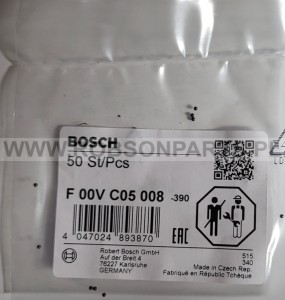 BOSCH
50 St/Pcs
F 00V C05 008 -390
4 047024 893870
EAC
Robert Bosch GmbH
Auf der Breit 4
76227 Karlsruhe
GERMANY
515
340
Made in Czech Rep.
Fabriqué en République Tchèque